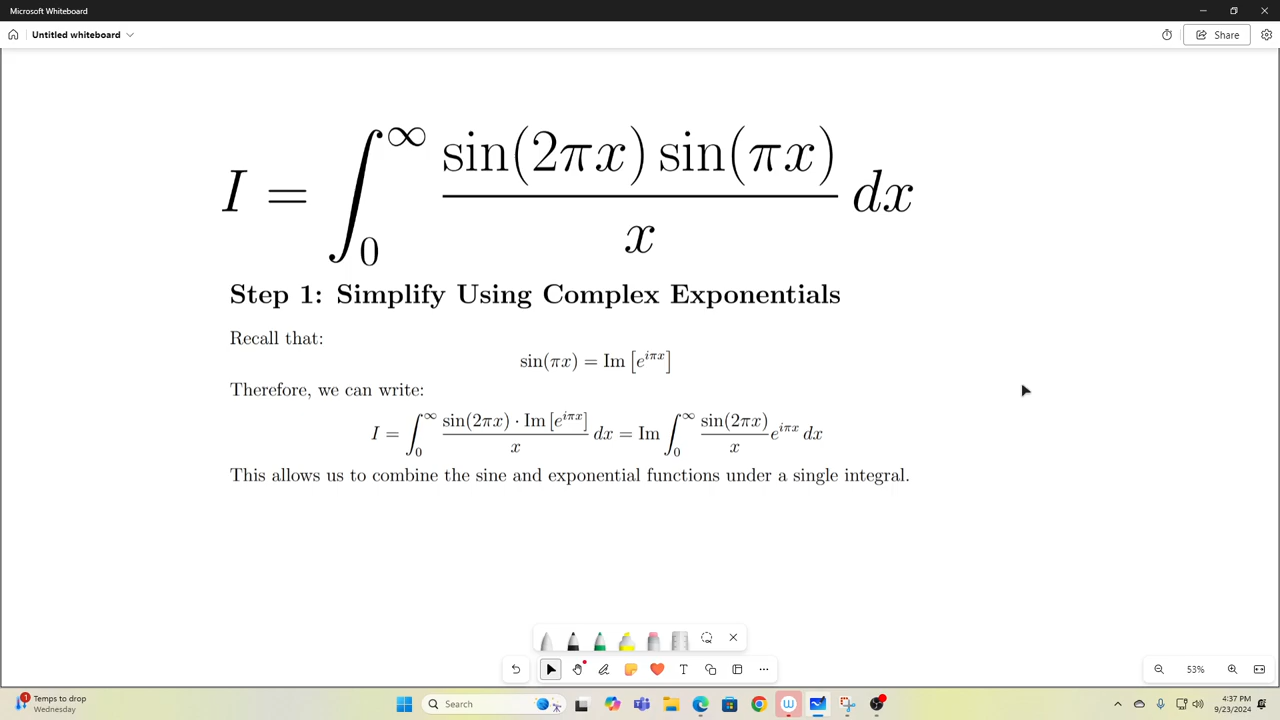 Microsoft Whiteboard
Untitled whiteboard
Share
I = ∫₀^∞ sin(2πx) sin(πx) / x dx
Step 1: Simplify Using Complex Exponentials
Recall that:
sin(πx) = Im [e^{iπx}]
Therefore, we can write:
I = ∫₀^∞ sin(2πx) · Im [e^{iπx}] / x dx = Im ∫₀^∞ sin(2πx) / x e^{iπx} dx
This allows us to combine the sine and exponential functions under a single integral.
T
53%
1
Temps to drop
Wednesday
Search
4:37 PM
9/23/2024